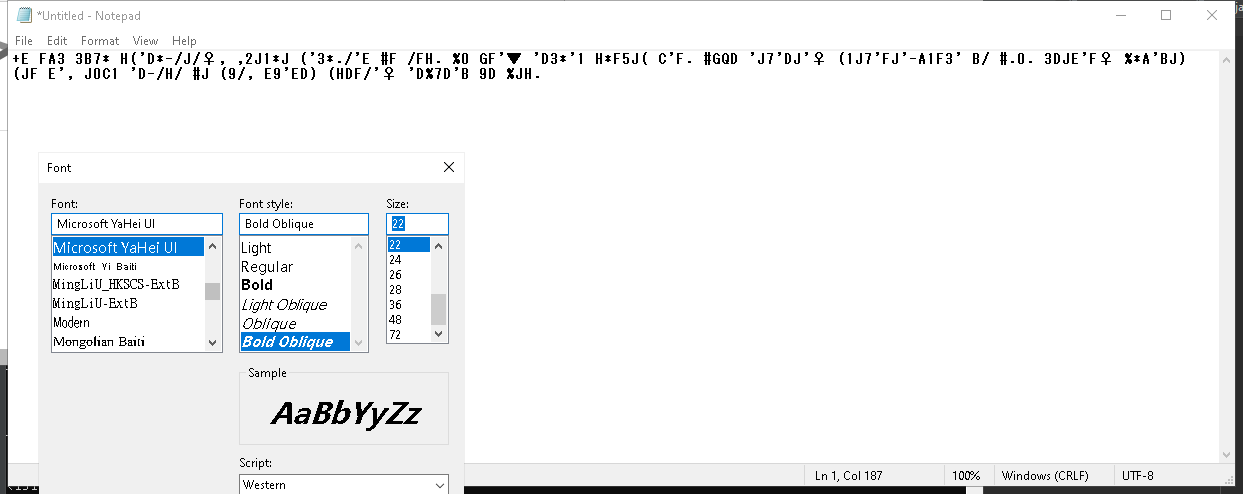 *Untitled - Notepad
File Edit Format View Help
+E FA3 3B7* H('D*-/J/♀, ,2J1*J ('3*./'E #F /FH. %0 GF'▼ 'D3*'1 H*F5J( C'F. #GQD 'J7'DJ'♀ (1J7'FJ'-A1F3' B/ #.0. 3DJE'F♀ %*A'BJ)
(JF E', JOC1 'D-/H/ #J (9/, E9'ED) (HDF/'♀ 'D%7D'B 9D %JH.
Font
Font: Font style: Size:
Microsoft YaHei UI Bold Oblique 22
Microsoft YaHei UI Light 22
Microsoft Yi Baiti Regular 24
MingLiU_HKSCS-ExtB Bold 26
MingLiU-ExtB Light Oblique 28
Modern Oblique 36
Mongolian Baiti Bold Oblique 48
72
Sample
AaBbYyZz
Script:
Western
Ln 1, Col 187 100% Windows (CRLF) UTF-8